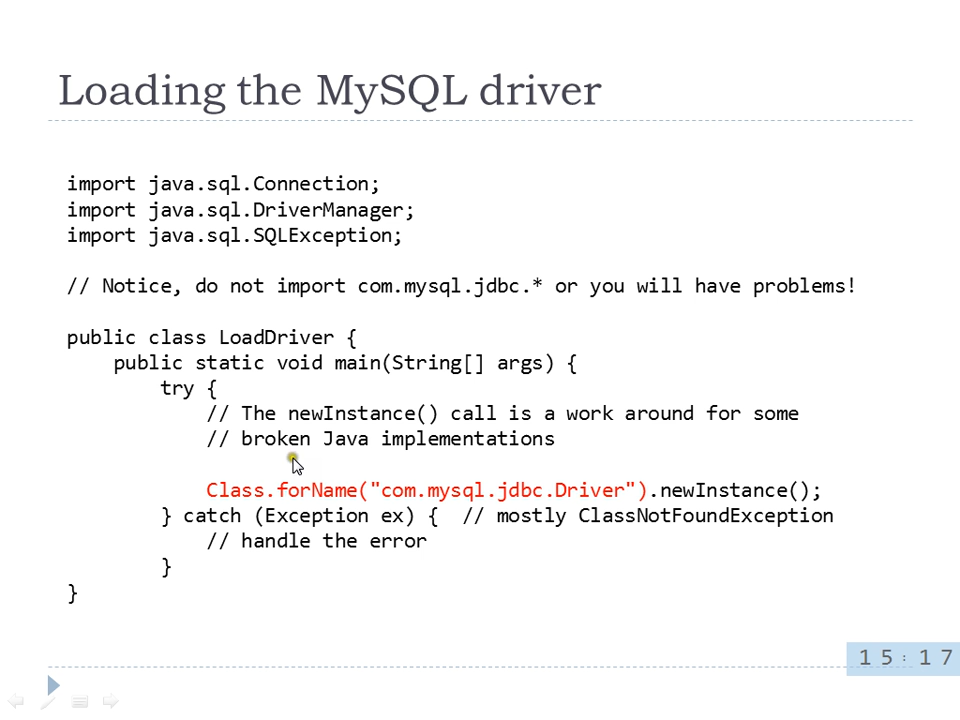 Loading the MySQL driver
import java.sql.Connection;
import java.sql.DriverManager;
import java.sql.SQLException;
// Notice, do not import com.mysql.jdbc.* or you will have problems!
public class LoadDriver {
    public static void main(String[] args) {
        try {
            // The newInstance() call is a work around for some
            // broken Java implementations
            Class.forName("com.mysql.jdbc.Driver").newInstance();
        } catch (Exception ex) {  // mostly ClassNotFoundException
            // handle the error
        }
}
15:17